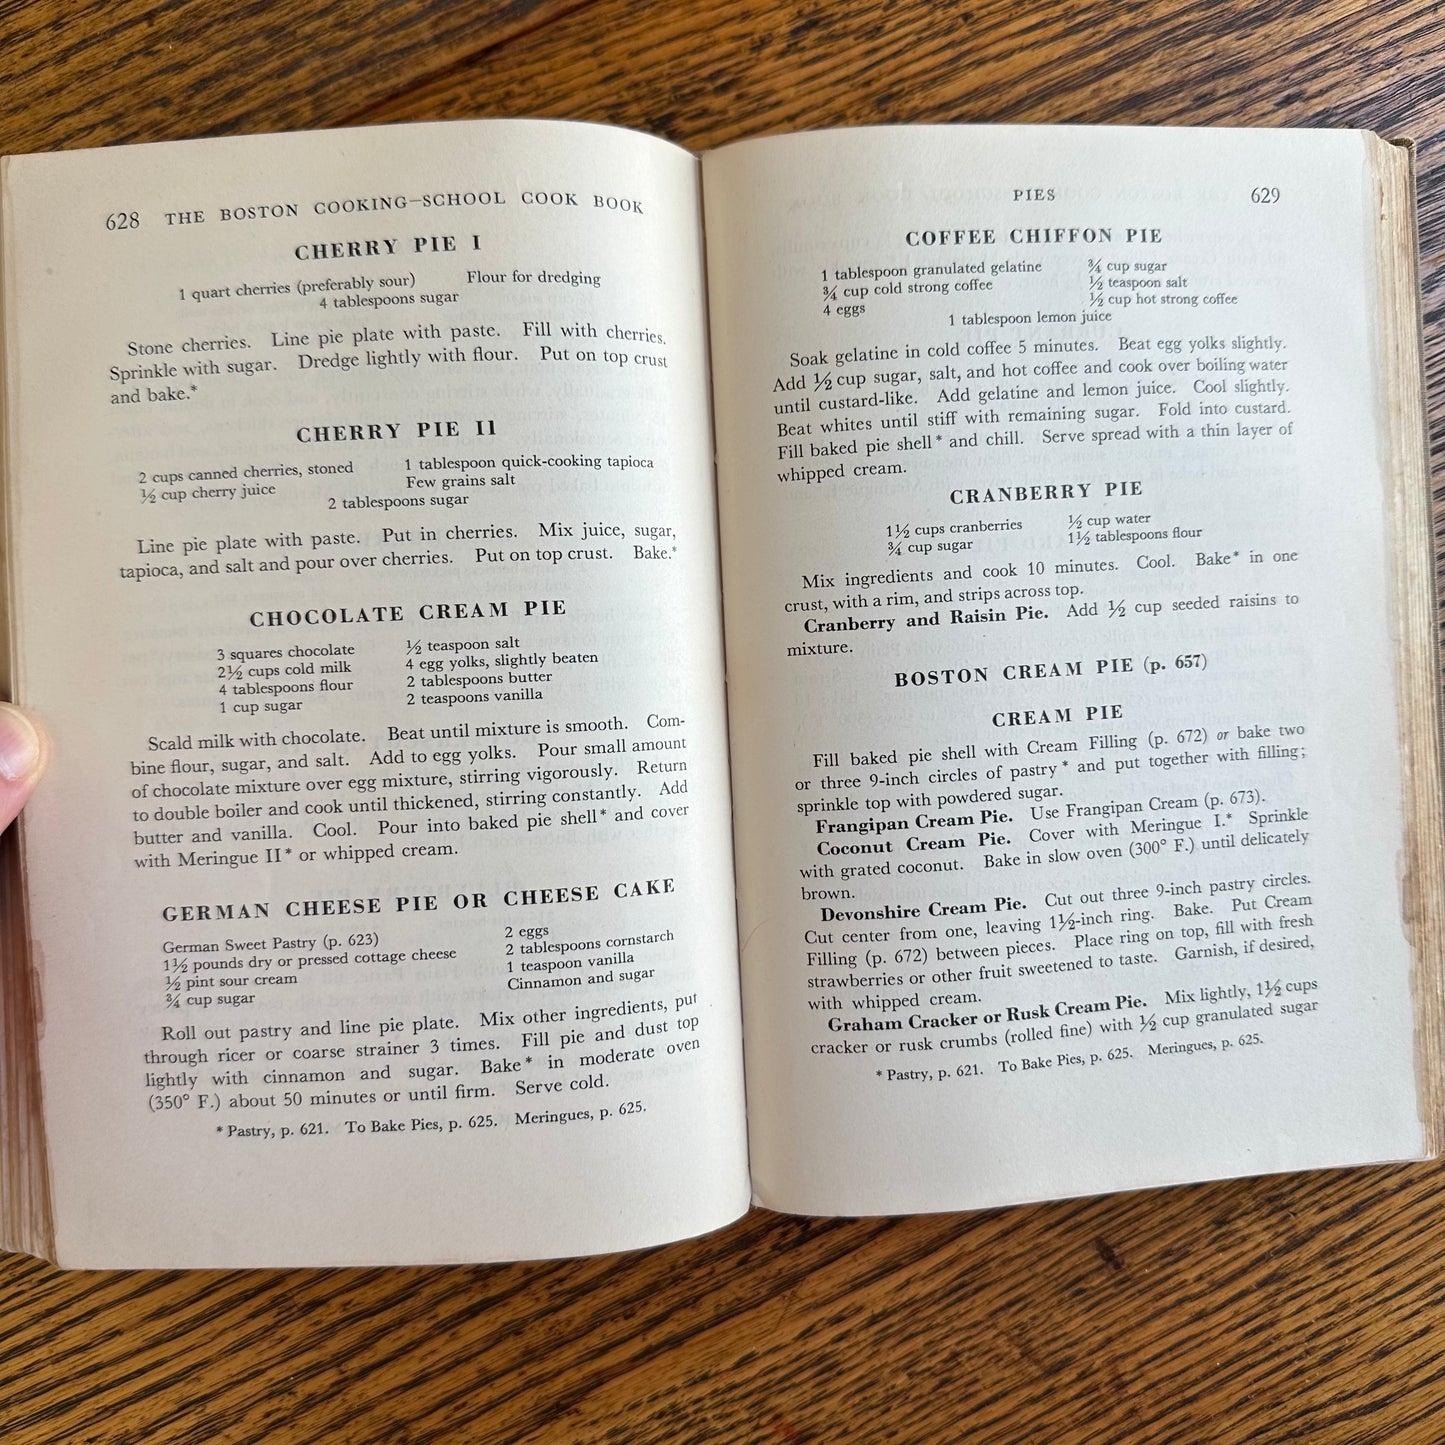 628 THE BOSTON COOKING–SCHOOL COOK BOOK
CHERRY PIE I
1 quart cherries (preferably sour) Flour for dredging
4 tablespoons sugar
Stone cherries. Line pie plate with paste. Fill with cherries.
Sprinkle with sugar. Dredge lightly with flour. Put on top crust
and bake.*
CHERRY PIE II
2 cups canned cherries, stoned 1 tablespoon quick-cooking tapioca
½ cup cherry juice Few grains salt
2 tablespoons sugar
Line pie plate with paste. Put in cherries. Mix juice, sugar,
tapioca, and salt and pour over cherries. Put on top crust. Bake.*
CHOCOLATE CREAM PIE
3 squares chocolate ½ teaspoon salt
2½ cups cold milk 4 egg yolks, slightly beaten
4 tablespoons flour 2 tablespoons butter
1 cup sugar 2 teaspoons vanilla
Scald milk with chocolate. Beat until mixture is smooth. Com-
bine flour, sugar, and salt. Add to egg yolks. Pour small amount
of chocolate mixture over egg mixture, stirring vigorously. Return
to double boiler and cook until thickened, stirring constantly. Add
butter and vanilla. Cool. Pour into baked pie shell* and cover
with Meringue II* or whipped cream.
GERMAN CHEESE PIE OR CHEESE CAKE
German Sweet Pastry (p. 623) 2 eggs
1½ pounds dry or pressed cottage cheese 2 tablespoons cornstarch
½ pint sour cream 1 teaspoon vanilla
¾ cup sugar Cinnamon and sugar
Roll out pastry and line pie plate. Mix other ingredients, put
through ricer or coarse strainer 3 times. Fill pie and dust top
lightly with cinnamon and sugar. Bake* in moderate oven
(350° F.) about 50 minutes or until firm. Serve cold.
* Pastry, p. 621. To Bake Pies, p. 625. Meringues, p. 625.
PIES 629
COFFEE CHIFFON PIE
1 tablespoon granulated gelatine ¾ cup sugar
¾ cup cold strong coffee ½ teaspoon salt
4 eggs ½ cup hot strong coffee
1 tablespoon lemon juice
Soak gelatine in cold coffee 5 minutes. Beat egg yolks slightly.
Add ½ cup sugar, salt, and hot coffee and cook over boiling water
until custard-like. Add gelatine and lemon juice. Cool slightly.
Beat whites until stiff with remaining sugar. Fold into custard.
Fill baked pie shell* and chill. Serve spread with a thin layer of
whipped cream.
CRANBERRY PIE
1½ cups cranberries ½ cup water
¾ cup sugar 1½ tablespoons flour
Mix ingredients and cook 10 minutes. Cool. Bake* in one
crust, with a rim, and strips across top.
Cranberry and Raisin Pie. Add ½ cup seeded raisins to
mixture.
BOSTON CREAM PIE (p. 657)
CREAM PIE
Fill baked pie shell with Cream Filling (p. 672) or bake two
or three 9-inch circles of pastry* and put together with filling;
sprinkle top with powdered sugar.
Frangipan Cream Pie. Use Frangipan Cream (p. 673).
Coconut Cream Pie. Cover with Meringue I.* Sprinkle
with grated coconut. Bake in slow oven (300° F.) until delicately
brown.
Devonshire Cream Pie. Cut out three 9-inch pastry circles.
Cut center from one, leaving 1½-inch ring. Bake. Put Cream
Filling (p. 672) between pieces. Place ring on top, fill with fresh
strawberries or other fruit sweetened to taste. Garnish, if desired,
with whipped cream.
Graham Cracker or Rusk Cream Pie. Mix lightly, 1½ cups
cracker or rusk crumbs (rolled fine) with ½ cup granulated sugar
* Pastry, p. 621. To Bake Pies, p. 625. Meringues, p. 625.